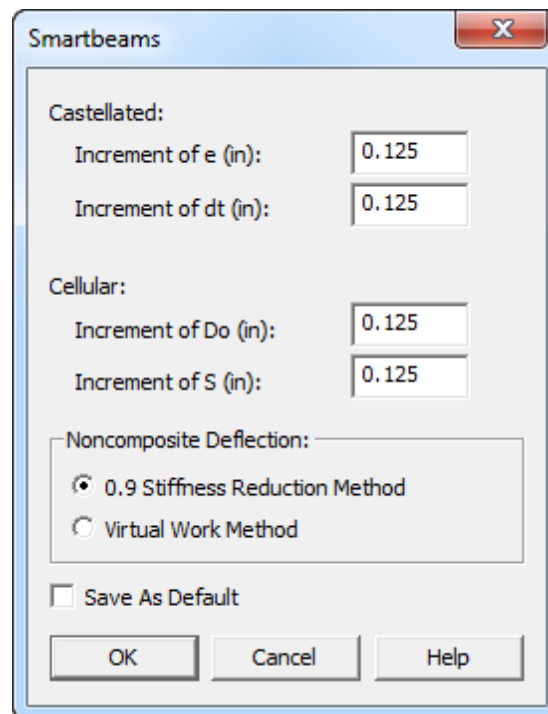 Smartbeams
Castellated:
Increment of e (in): 0.125
Increment of dt (in): 0.125
Cellular:
Increment of Do (in): 0.125
Increment of S (in): 0.125
Noncomposite Deflection:
0.9 Stiffness Reduction Method
Virtual Work Method
Save As Default
OK Cancel Help